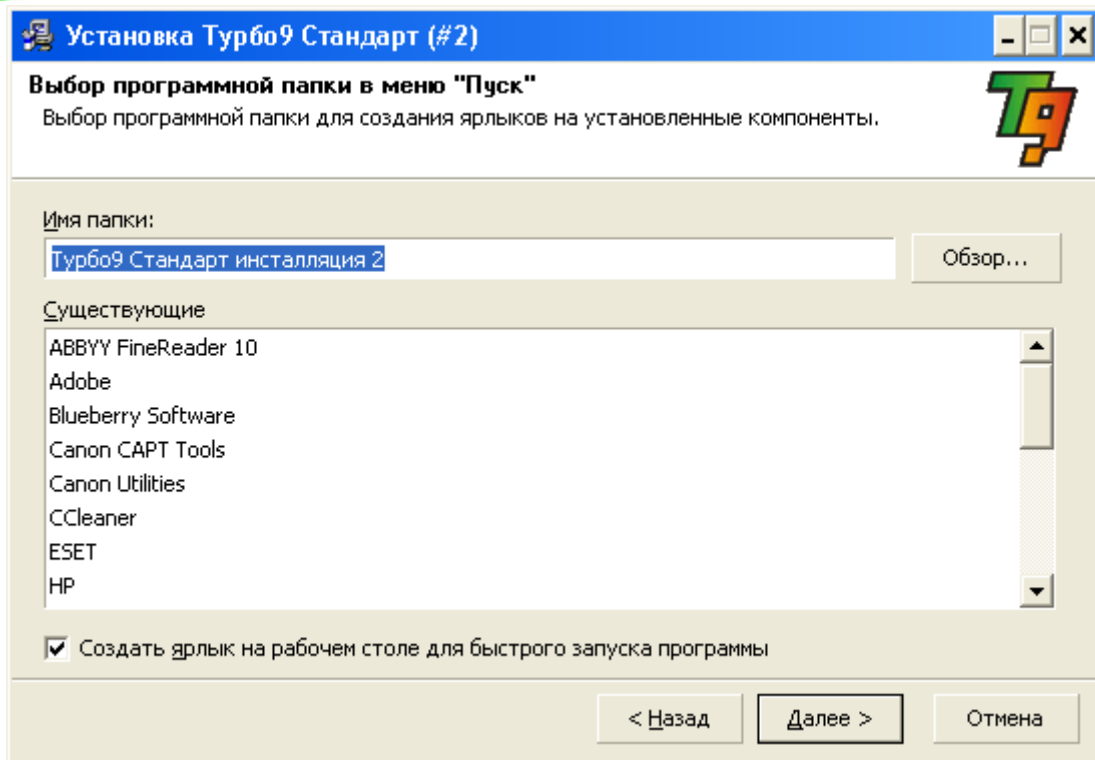 Установка Турбо9 Стандарт (#2)
Выбор программной папки в меню "Пуск"
Выбор программной папки для создания ярлыков на установленные компоненты.
T9
Имя папки:
Турбо9 Стандарт инсталляция 2
Обзор...
Существующие
ABBYY FineReader 10
Adobe
Blueberry Software
Canon CAPT Tools
Canon Utilities
CCleaner
ESET
HP
Создать ярлык на рабочем столе для быстрого запуска программы
< Назад
Далее >
Отмена